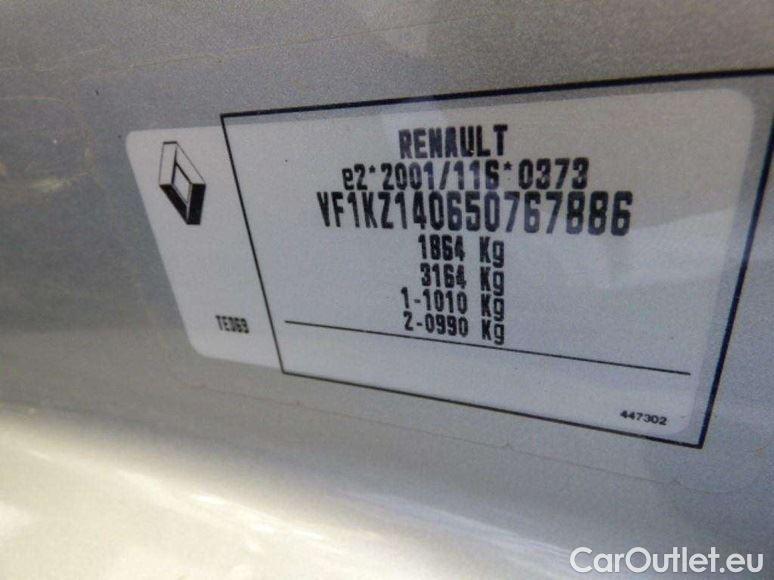 RENAULT
e2*2001/116*0373
VF1KZ140650767886
1864 Kg
3164 Kg
1-1010 Kg
2-0990 Kg
TED69
447302
CarOutlet.eu